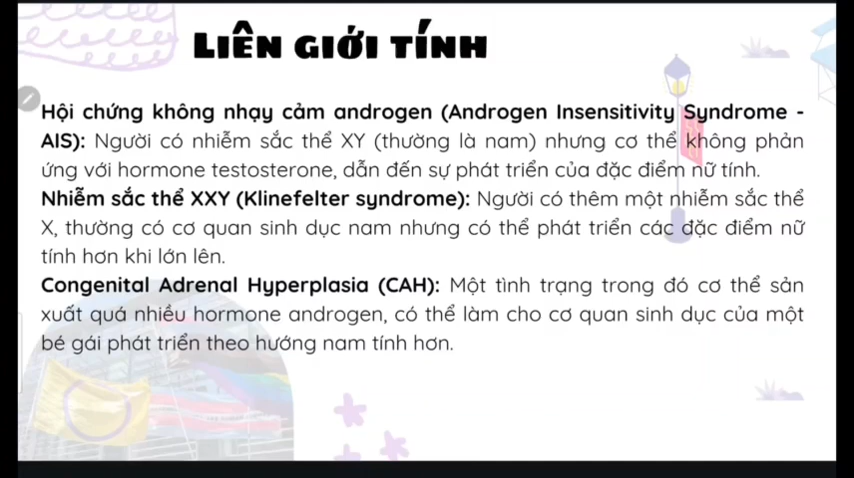 LIÊN GIỚI TÍNH
Hội chứng không nhạy cảm androgen (Androgen Insensitivity Syndrome -
AIS): Người có nhiễm sắc thể XY (thường là nam) nhưng cơ thể không phản
ứng với hormone testosterone, dẫn đến sự phát triển của đặc điểm nữ tính.
Nhiễm sắc thể XXY (Klinefelter syndrome): Người có thêm một nhiễm sắc thể
X, thường có cơ quan sinh dục nam nhưng có thể phát triển các đặc điểm nữ
tính hơn khi lớn lên.
Congenital Adrenal Hyperplasia (CAH): Một tình trạng trong đó cơ thể sản
xuất quá nhiều hormone androgen, có thể làm cho cơ quan sinh dục của một
bé gái phát triển theo hướng nam tính hơn.